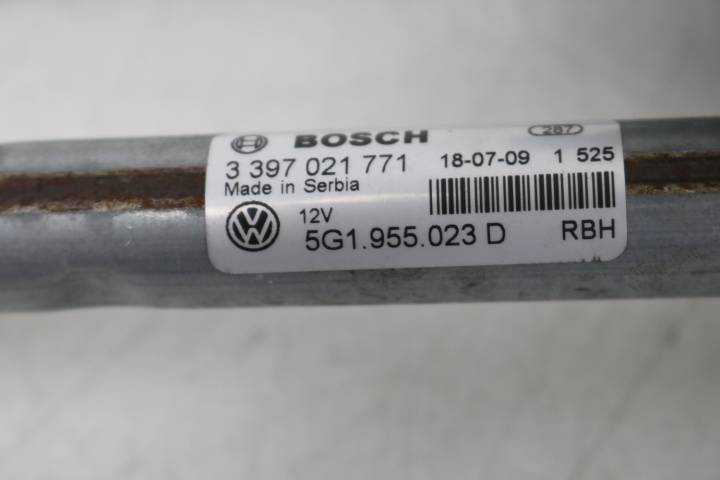 BOSCH 287
3 397 021 771 18-07-09 1 525
Made in Serbia
12V
5G1.955.023 D RBH